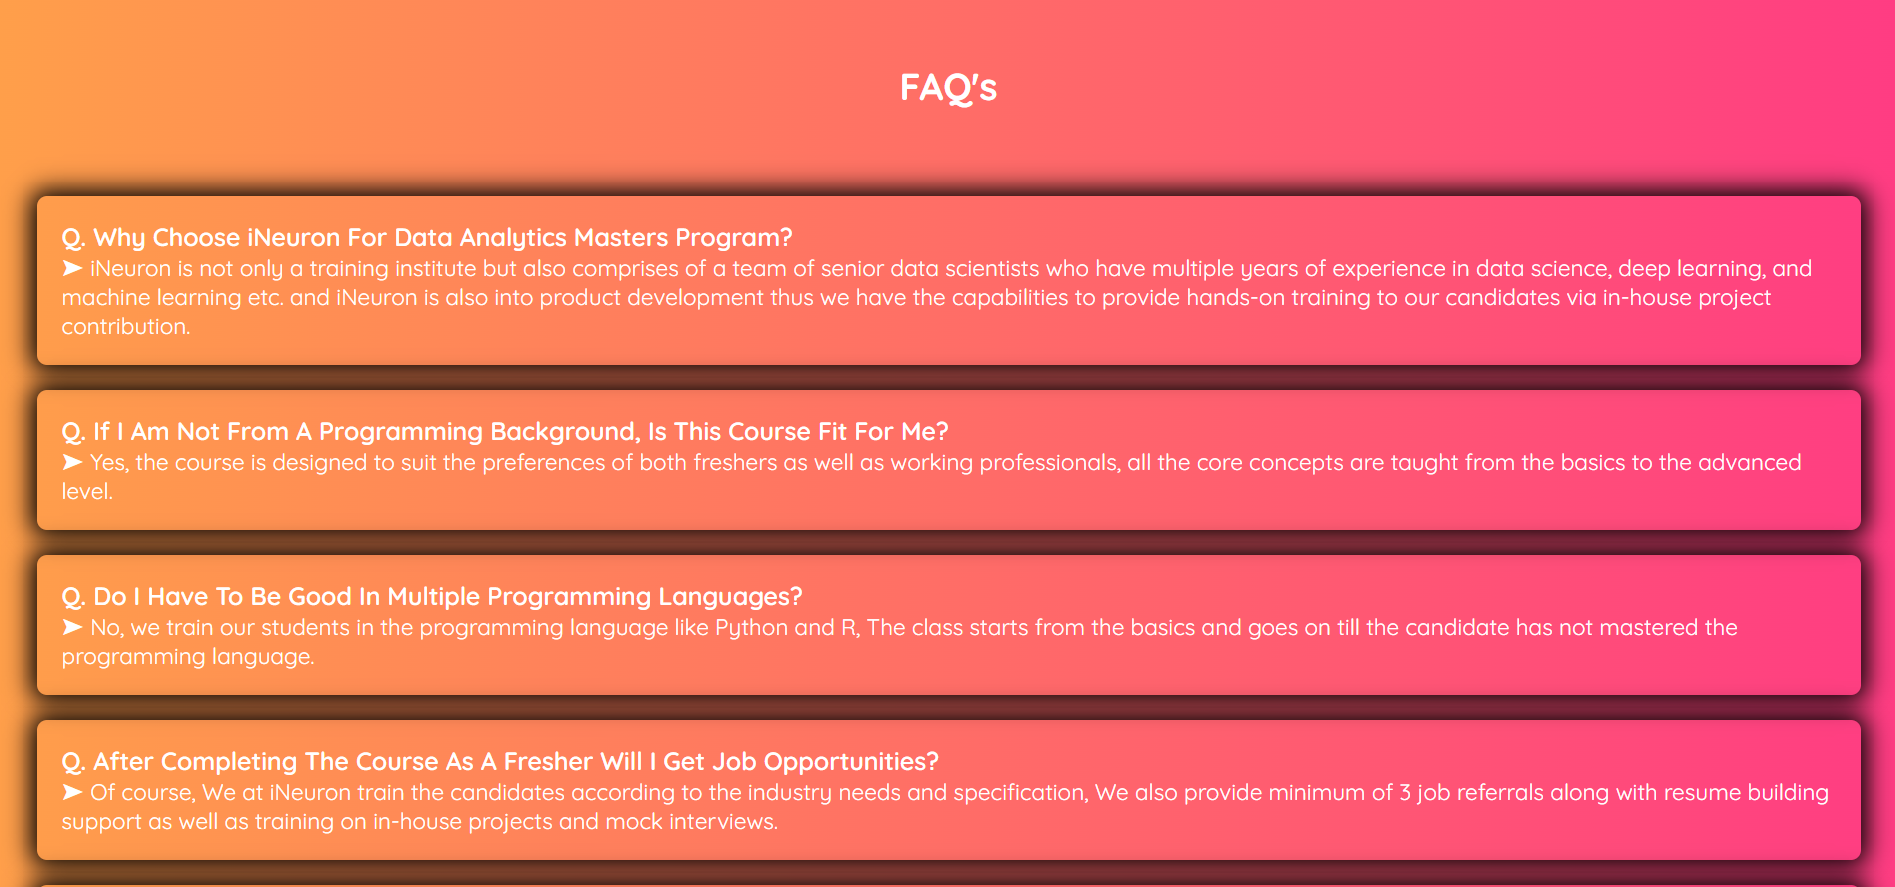 FAQ's
Q. Why Choose iNeuron For Data Analytics Masters Program?
➤ iNeuron is not only a training institute but also comprises of a team of senior data scientists who have multiple years of experience in data science, deep learning, and
machine learning etc. and iNeuron is also into product development thus we have the capabilities to provide hands-on training to our candidates via in-house project
contribution.
Q. If I Am Not From A Programming Background, Is This Course Fit For Me?
➤ Yes, the course is designed to suit the preferences of both freshers as well as working professionals, all the core concepts are taught from the basics to the advanced
level.
Q. Do I Have To Be Good In Multiple Programming Languages?
➤ No, we train our students in the programming language like Python and R, The class starts from the basics and goes on till the candidate has not mastered the
programming language.
Q. After Completing The Course As A Fresher Will I Get Job Opportunities?
➤ Of course, We at iNeuron train the candidates according to the industry needs and specification, We also provide minimum of 3 job referrals along with resume building
support as well as training on in-house projects and mock interviews.